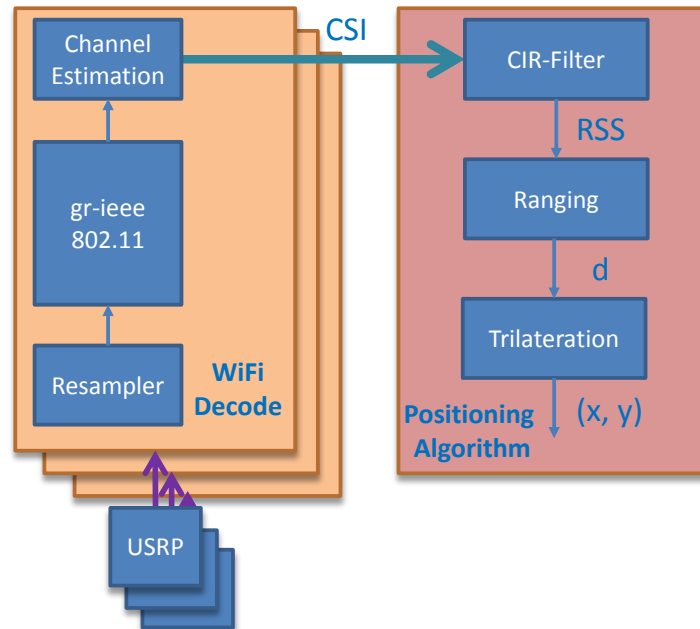 Channel
Estimation
CSI
CIR-Filter
RSS
gr-ieee
802.11
Ranging
d
Resampler
WiFi
Decode
Trilateration
(x, y)
Positioning
Algorithm
USRP